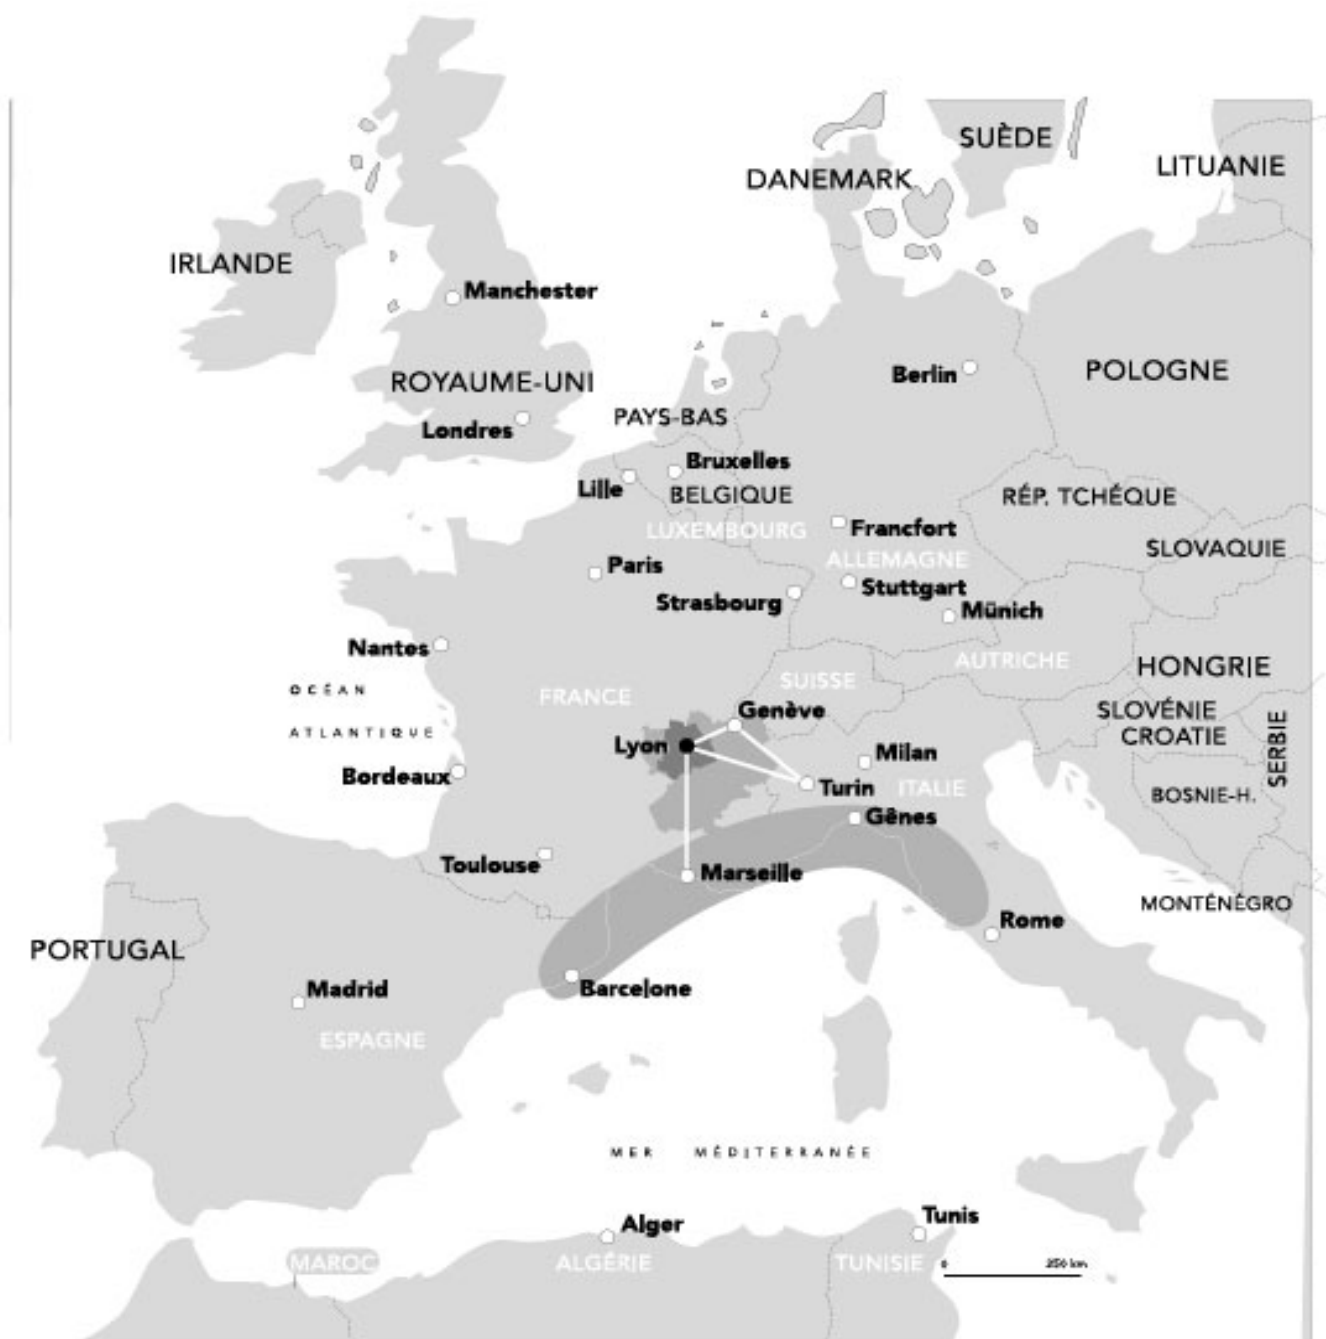 SUÈDE
LITUANIE
DANEMARK
IRLANDE
Manchester
Berlin
POLOGNE
ROYAUME-UNI
PAYS-BAS
Londres
Bruxelles
Lille
BELGIQUE
RÉP. TCHÉQUE
LUXEMBOURG
Francfort
SLOVAQUIE
ALLEMAGNE
Paris
Stuttgart
Strasbourg
Münich
Nantes
AUTRICHE
HONGRIE
SUISSE
OCÉAN
ATLANTIQUE
FRANCE
Genève
SLOVÉNIE
CROATIE
SERBIE
Lyon
Milan
Bordeaux
Turin
ITALIE
BOSNIE-H.
Gênes
Toulouse
Marseille
MONTÉNÉGRO
Rome
PORTUGAL
Madrid
Barcelone
ESPAGNE
MER MÉDITERRANÉE
Alger
Tunis
MAROC
ALGÉRIE
TUNISIE
0 250 km